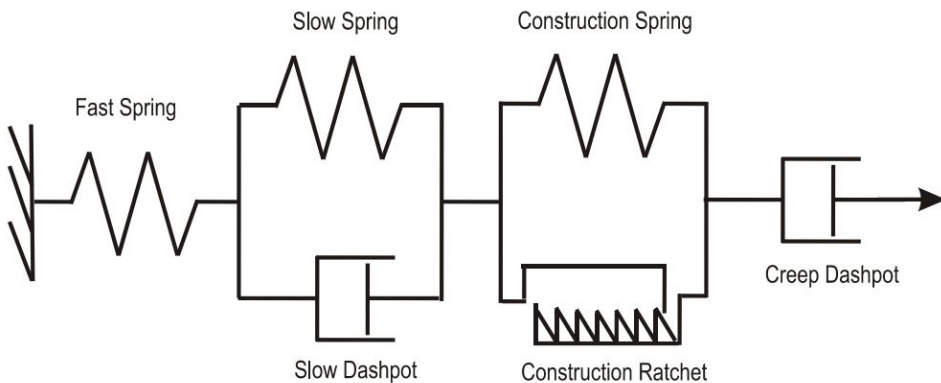 Slow Spring
Construction Spring
Fast Spring
Creep Dashpot
Slow Dashpot
Construction Ratchet